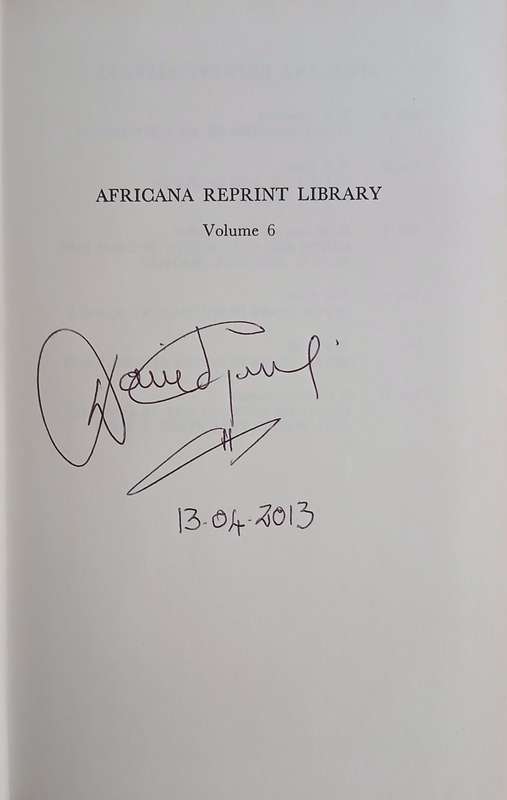 AFRICANA REPRINT LIBRARY
Volume 6
13-04-2013